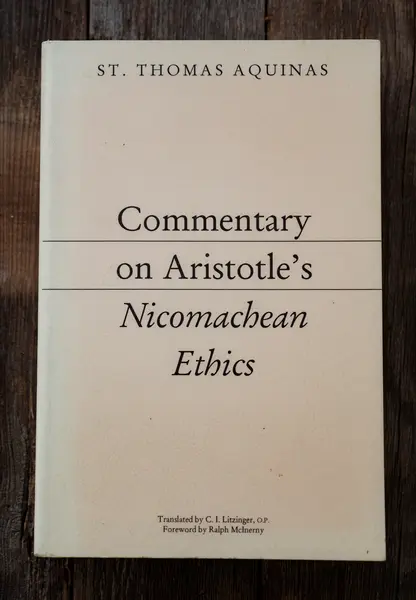 ST. THOMAS AQUINAS
Commentary
on Aristotle’s
Nicomachean
Ethics
Translated by C. I. Litzinger, O.P.
Foreword by Ralph McInerny